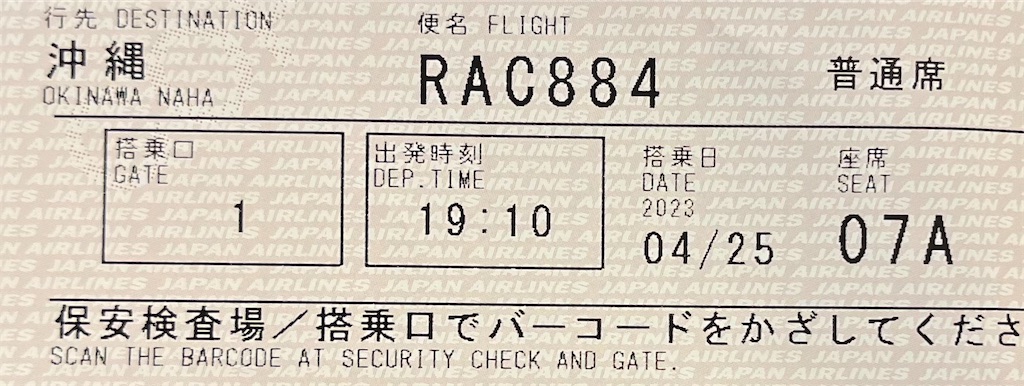 行先 DESTINATION
沖縄
OKINAWA NAHA
便名 FLIGHT
RAC884
普通席
搭乗口
GATE
1
出発時刻
DEP.TIME
19:10
搭乗日
DATE
2023
04/25
座席
SEAT
07A
保安検査場／搭乗口でバーコードをかざしてくださ
SCAN THE BARCODE AT SECURITY CHECK AND GATE.
JAPAN AIRLINES